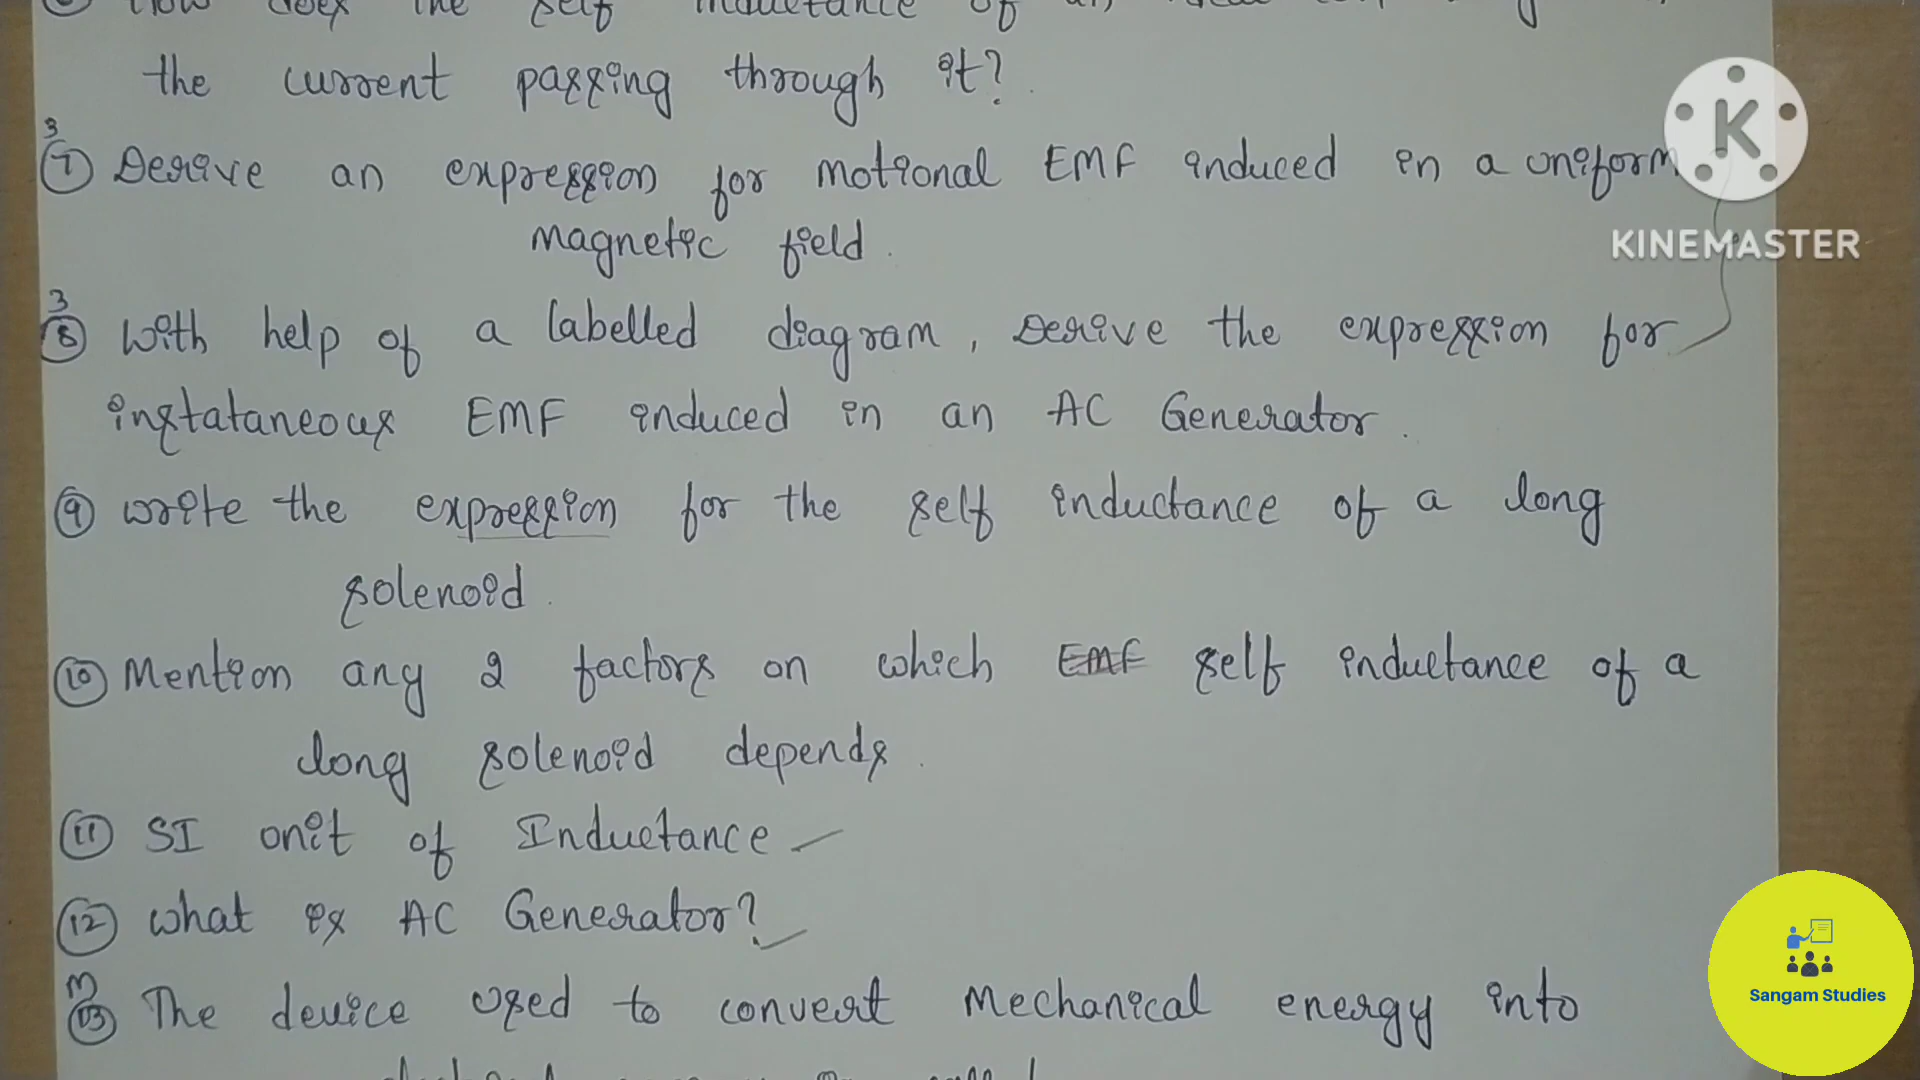 the self inductance of
the current passing through it?
3
7 Derive an expression for motional EMF induced in a uniform
magnetic field.
3
8 With help of a labelled diagram, Derive the expression for
instataneous EMF induced in an AC Generator.
9 write the expression for the self inductance of a long
solenoid.
10 Mention any 2 factors on which EMF self inductance of a
long solenoid depends.
11 SI unit of Inductance
12 what is AC Generator?
M
13 The device used to convert Mechanical energy into
K
KINEMASTER
Sangam Studies